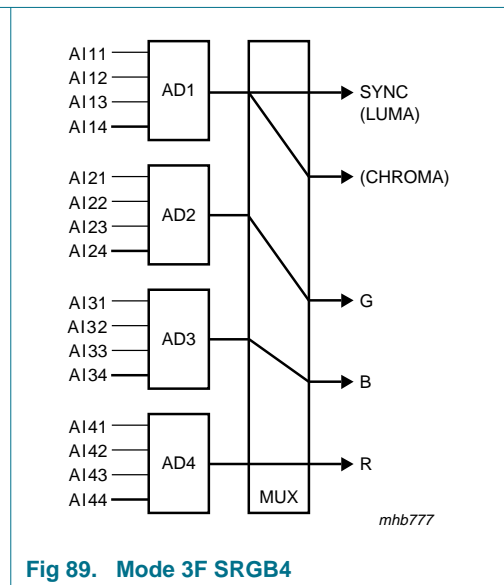 AI11
AI12
AI13
AI14
AD1
SYNC
(LUMA)
(CHROMA)
AI21
AI22
AI23
AI24
AD2
G
AI31
AI32
AI33
AI34
AD3
B
AI41
AI42
AI43
AI44
AD4
R
MUX
mhb777
Fig 89. Mode 3F SRGB4